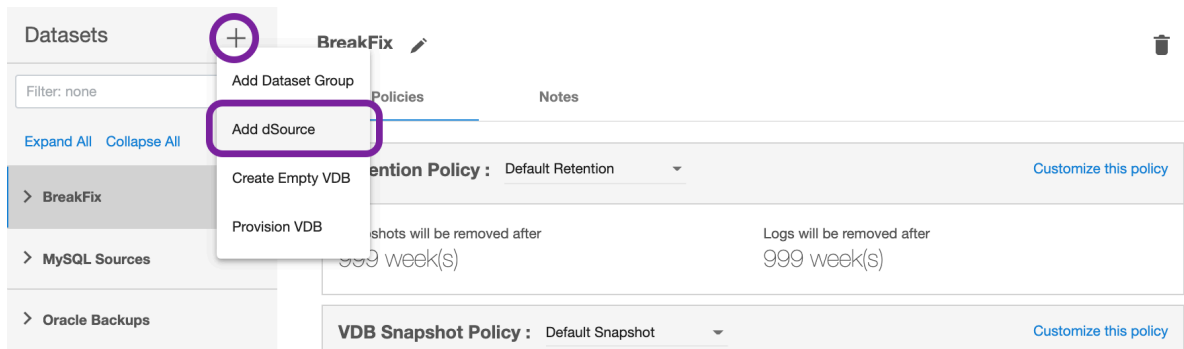 Datasets
Filter: none
Expand All Collapse All
BreakFix
MySQL Sources
Oracle Backups
Add Dataset Group
Add dSource
Create Empty VDB
Provision VDB
BreakFix
Policies Notes
ention Policy : Default Retention Customize this policy
shots will be removed after Logs will be removed after
999 week(s) 999 week(s)
VDB Snapshot Policy : Default Snapshot Customize this policy